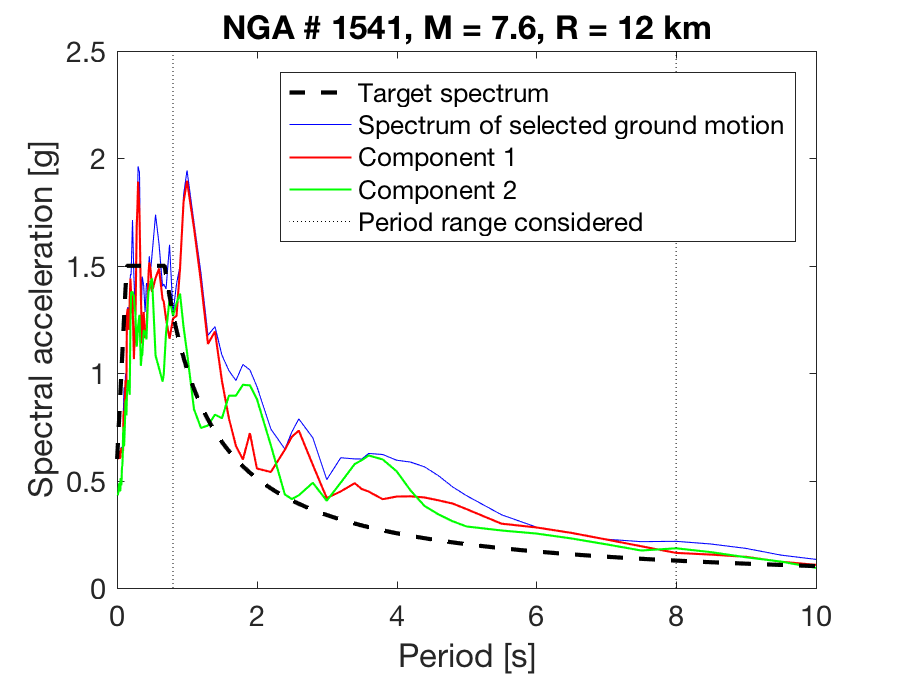 NGA # 1541, M = 7.6, R = 12 km
2.5
2
1.5
1
0.5
0
Spectral acceleration [g]
Target spectrum
Spectrum of selected ground motion
Component 1
Component 2
Period range considered
0 2 4 6 8 10
Period [s]